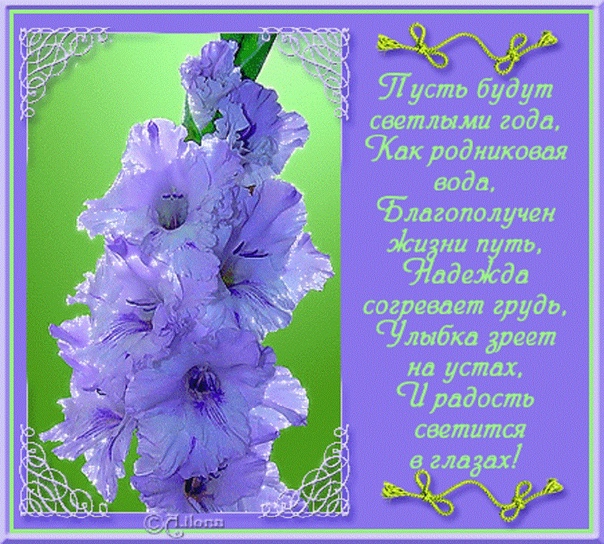 Пусть будут
светлыми года,
Как родниковая
вода,
Благополучен
жизни путь,
Надежда
согревает грудь,
Улыбка зреет
на устах,
И радость
светится
в глазах!